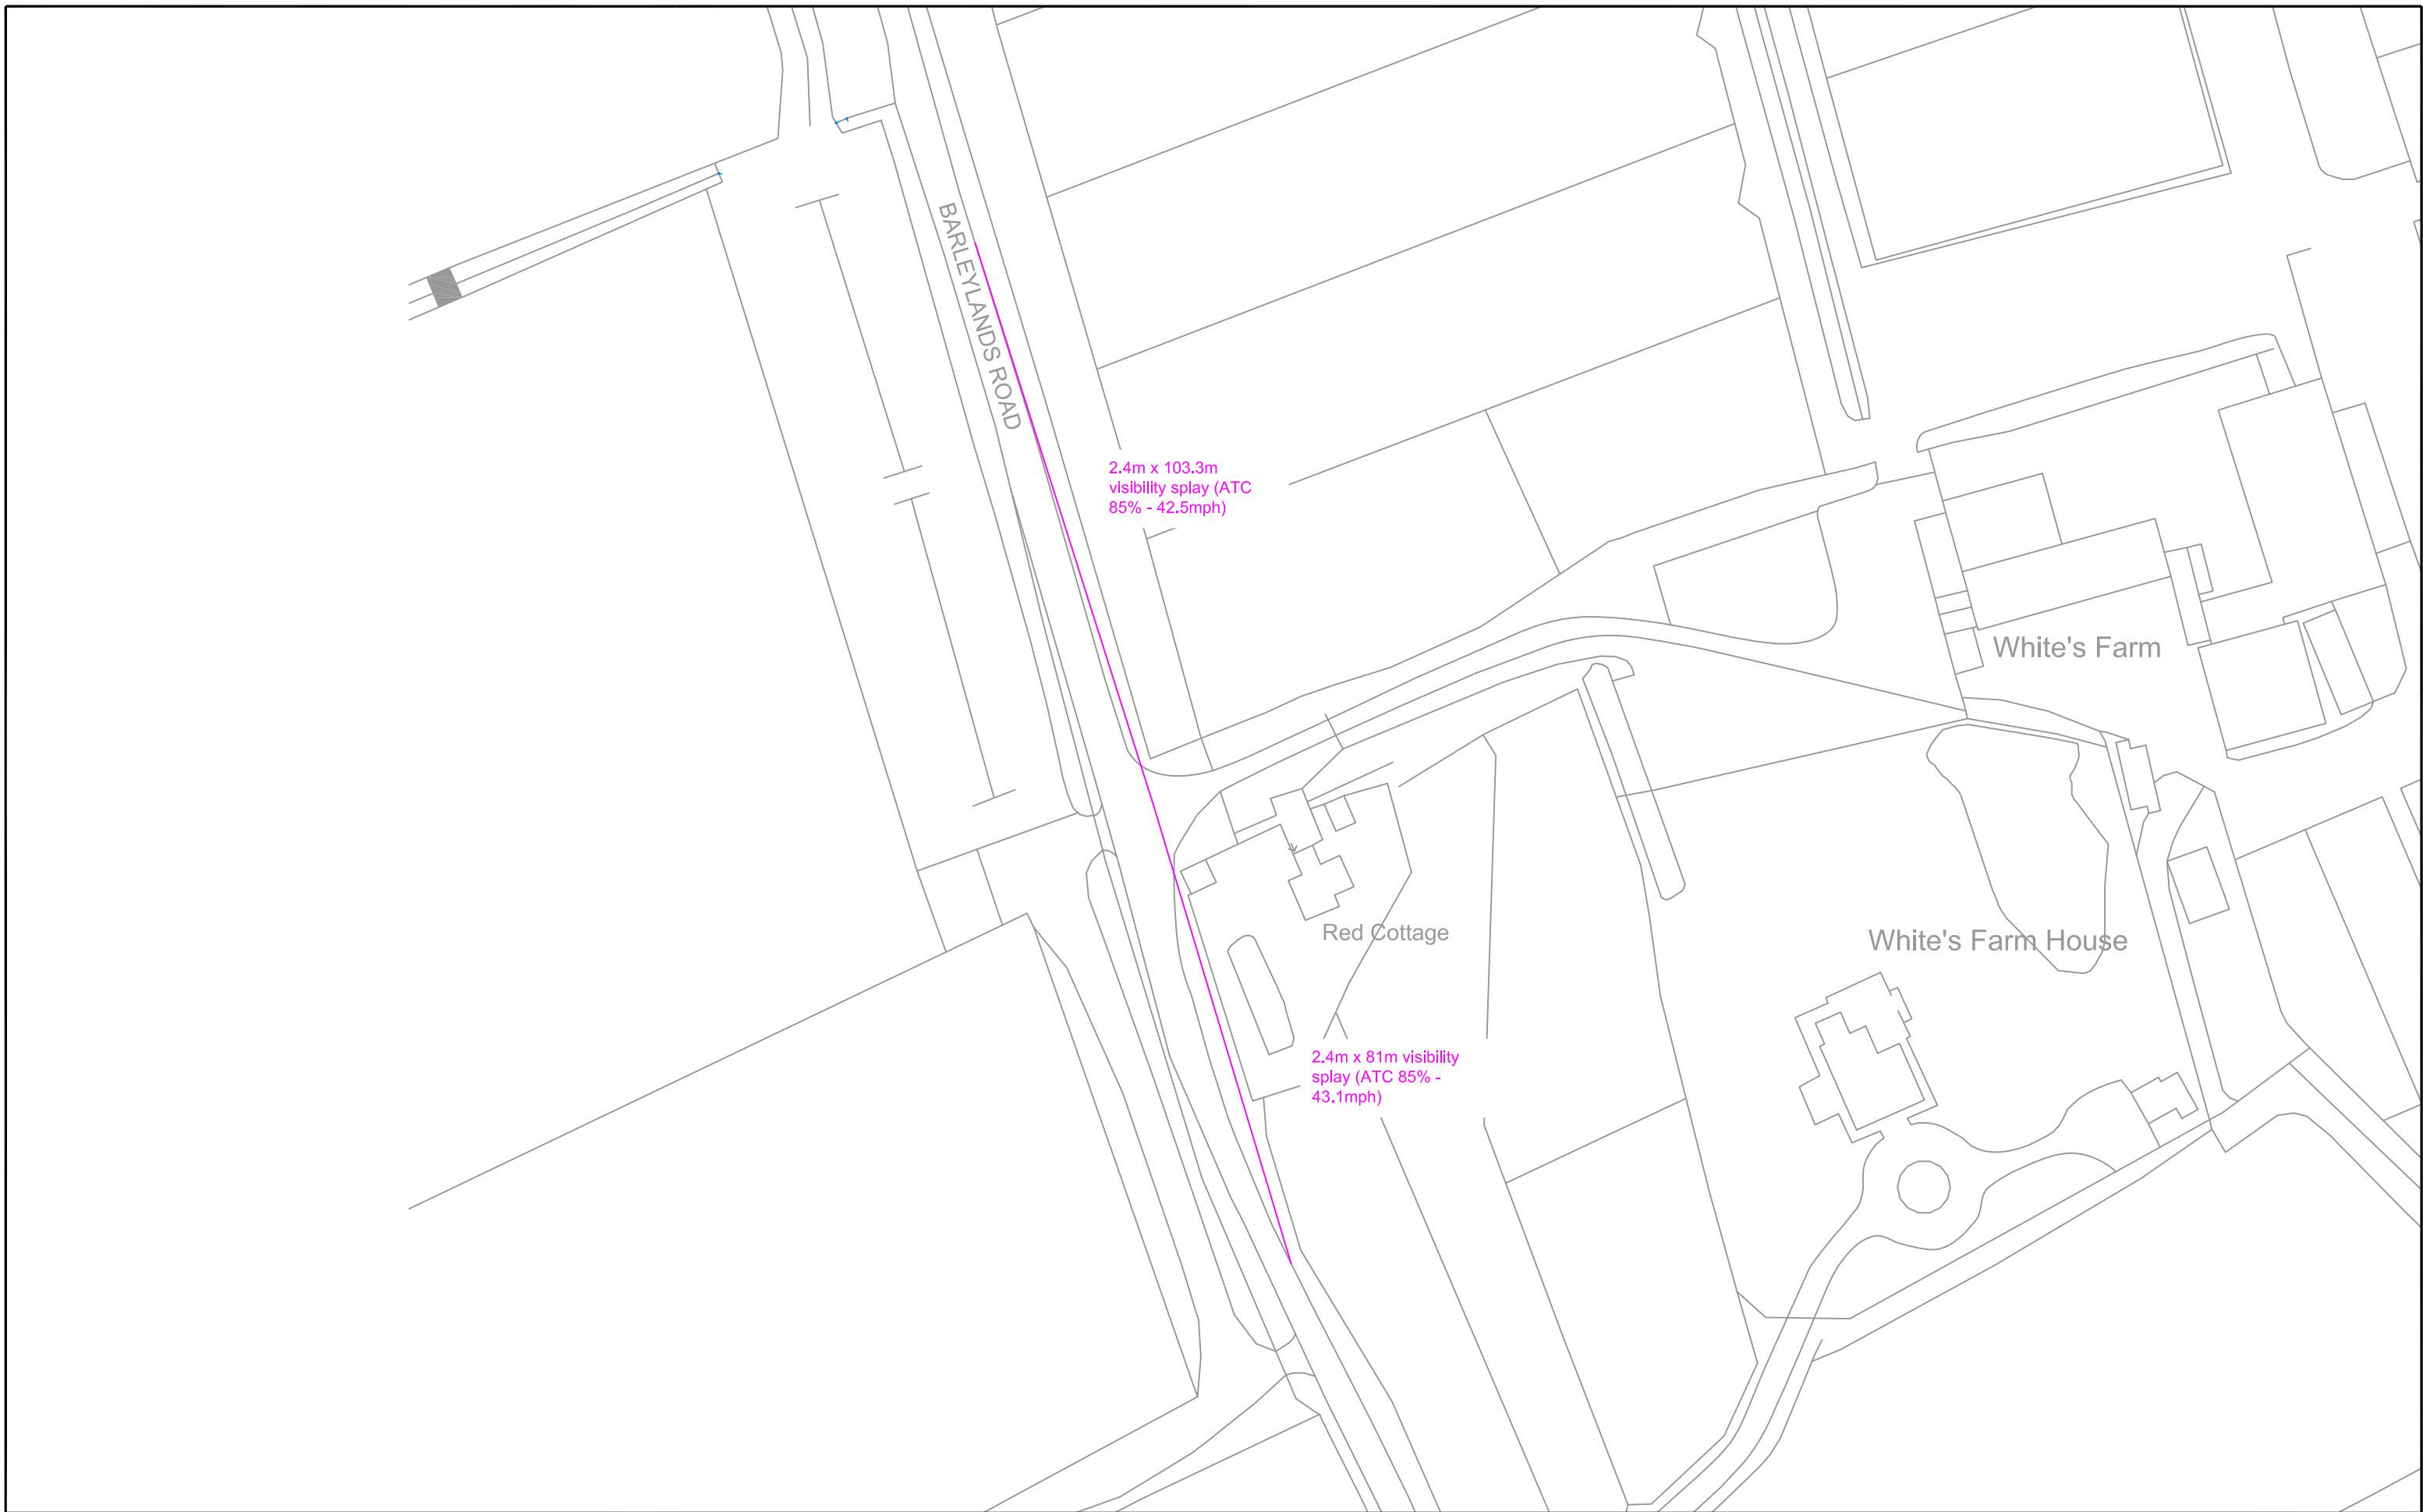 BARLEYLANDS ROAD
2.4m x 103.3m
visibility splay (ATC
85% - 42.5mph)
White's Farm
Red Cottage
White's Farm House
2.4m x 81m visibility
splay (ATC 85% -
43.1mph)